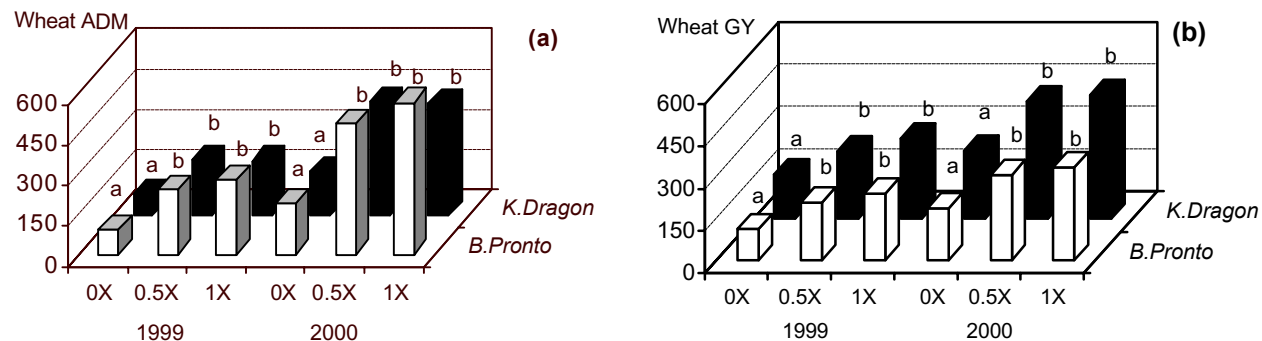 Wheat ADM
(a)
600
450
300
150
0
a a b b b b a a b b b b
K.Dragon
B.Pronto
0X 0.5X 1X 0X 0.5X 1X
1999 2000
Wheat GY
(b)
600
450
300
150
0
a a b b b b a a b b b b
K.Dragon
B.Pronto
0X 0.5X 1X 0X 0.5X 1X
1999 2000